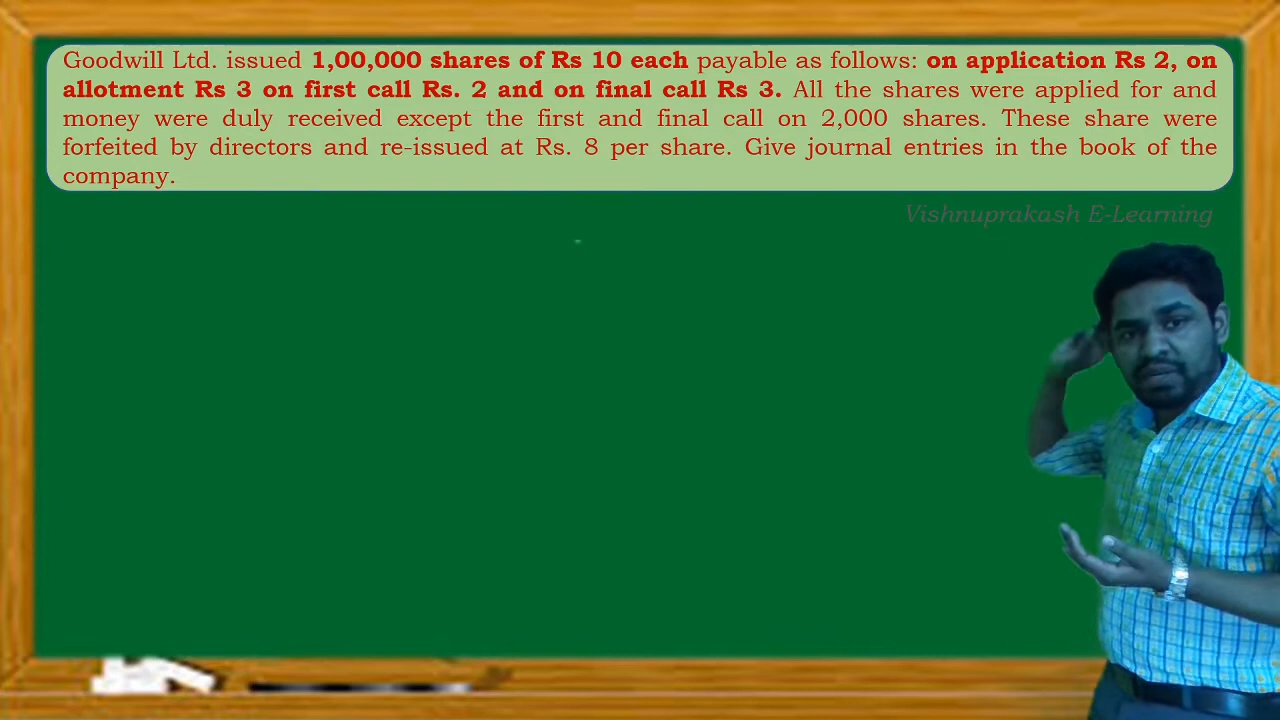 Goodwill Ltd. issued 1,00,000 shares of Rs 10 each payable as follows: on application Rs 2, on
allotment Rs 3 on first call Rs. 2 and on final call Rs 3. All the shares were applied for and
money were duly received except the first and final call on 2,000 shares. These share were
forfeited by directors and re-issued at Rs. 8 per share. Give journal entries in the book of the
company.
Vishnuprakash E-Learning